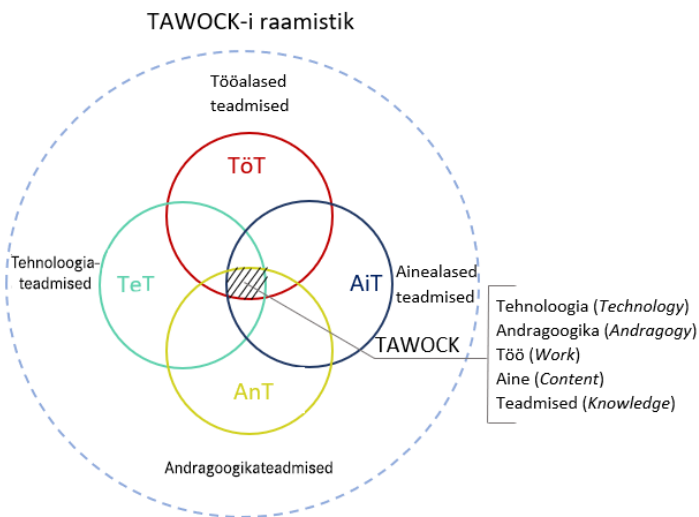 TAWOCK-i raamistik
Tööalased
teadmised
TöT
Tehnoloogia-
teadmised
TeT
AiT
Ainealased
teadmised
TAWOCK
Tehnoloogia (Technology)
Andragoogika (Andragogy)
Töö (Work)
Aine (Content)
Teadmised (Knowledge)
AnT
Andragoogikateadmised